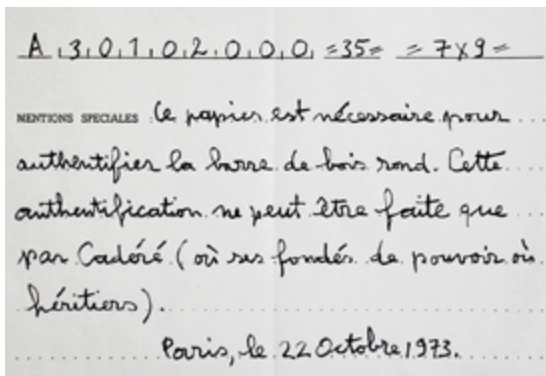 A.3.0.1.0.2.0.0.0. =35= =7x9=
MENTIONS SPECIALES : Ce papier est nécessaire pour
authentifier la barre de bois rond. Cette
authentification ne peut être faite que
par Cadéré (où ses fondés de pouvoir où
héritiers).
Paris, le 22 Octobre 1973.